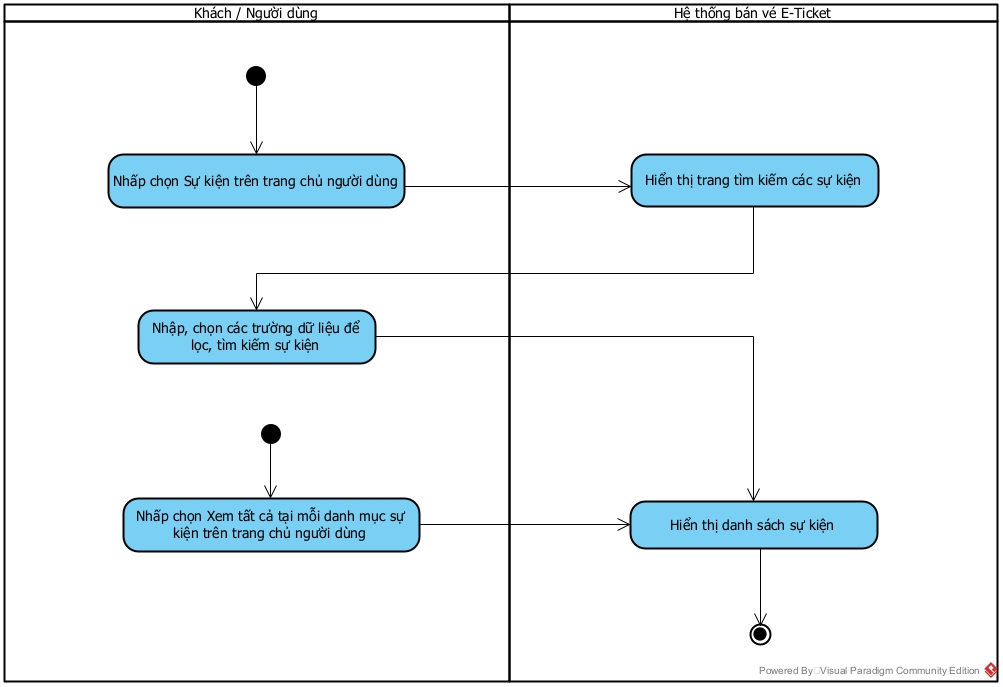 Khách / Người dùng
Hệ thống bán vé E-Ticket
Nhấp chọn Sự kiện trên trang chủ người dùng
Hiển thị trang tìm kiếm các sự kiện
Nhập, chọn các trường dữ liệu để
lọc, tìm kiếm sự kiện
Nhấp chọn Xem tất cả tại mỗi danh mục sự
kiện trên trang chủ người dùng
Hiển thị danh sách sự kiện
Powered By Visual Paradigm Community Edition